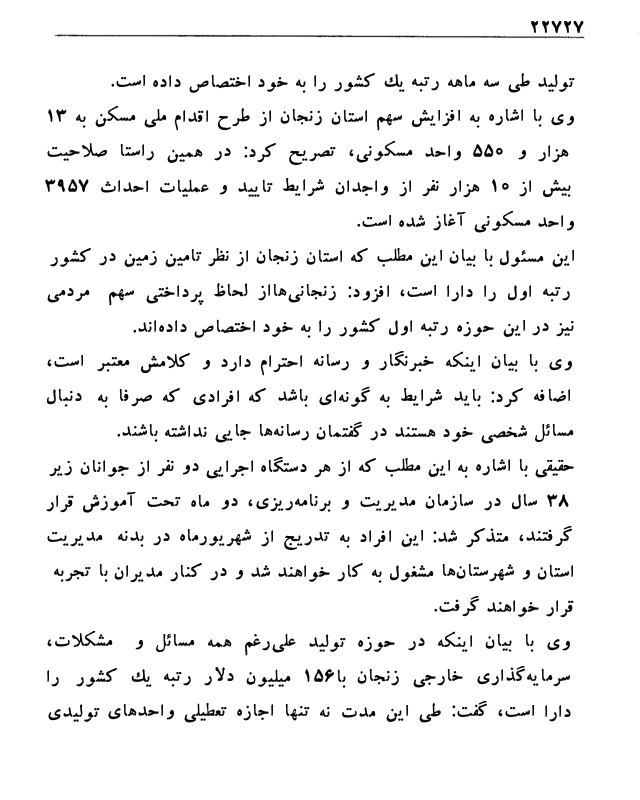 ۲۲۷۲۷
تولید طی سه ماهه رتبه یك کشور را به خود اختصاص داده است.
وی با اشاره به افزایش سهم استان زنجان از طرح اقدام ملی مسکن به ۱۳
هزار و ۵۵۰ واحد مسکونی، تصریح کرد: در همین راستا صلاحیت
بیش از ۱۰ هزار نفر از واجدان شرایط تایید و عملیات احداث ۳۹۵۷
واحد مسکونی آغاز شده است.
این مسئول با بیان این مطلب که استان زنجان از نظر تامین زمین در کشور
رتبه اول را دارا است، افزود: زنجانی‌هااز لحاظ پرداختی سهم مردمی
نیز در این حوزه رتبه اول کشور را به خود اختصاص داده‌اند.
وی با بیان اینکه خبرنگار و رسانه احترام دارد و کلامش معتبر است،
اضافه کرد: باید شرایط به گونه‌ای باشد که افرادی که صرفا به دنبال
مسائل شخصی خود هستند در گفتمان رسانه‌ها جایی نداشته باشند.
حقیقی با اشاره به این مطلب که از هر دستگاه اجرایی دو نفر از جوانان زیر
۳۸ سال در سازمان مدیریت و برنامه‌ریزی، دو ماه تحت آموزش قرار
گرفتند، متذکر شد: این افراد به تدریج از شهریورماه در بدنه مدیریت
استان و شهرستان‌ها مشغول به کار خواهند شد و در کنار مدیران با تجربه
قرار خواهند گرفت.
وی با بیان اینکه در حوزه تولید علی‌رغم همه مسائل و مشکلات،
سرمایه‌گذاری خارجی زنجان با۱۵۶ میلیون دلار رتبه یك کشور را
دارا است، گفت: طی این مدت نه تنها اجازه تعطیلی واحدهای تولیدی